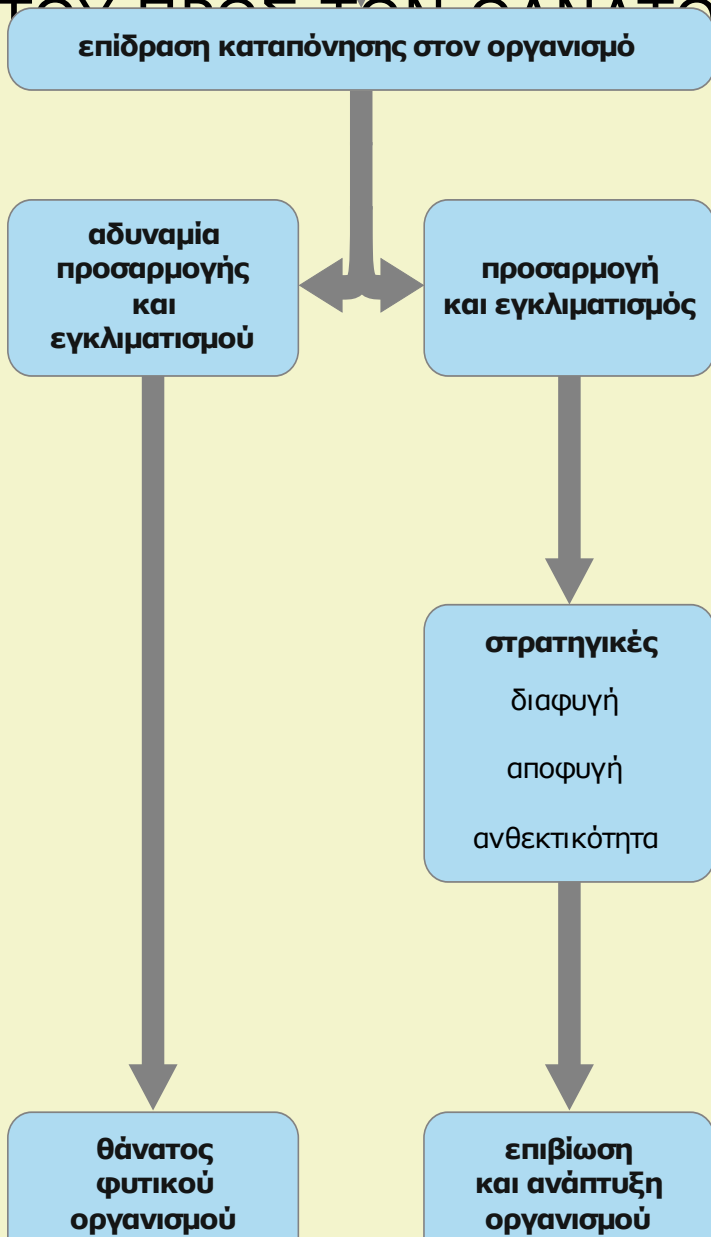 επίδραση καταπόνησης στον οργανισμό
αδυναμία
προσαρμογής
και
εγκλιματισμού
προσαρμογή
και εγκλιματισμός
στρατηγικές
διαφυγή
αποφυγή
ανθεκτικότητα
θάνατος
φυτικού
οργανισμού
επιβίωση
και ανάπτυξη
οργανισμού